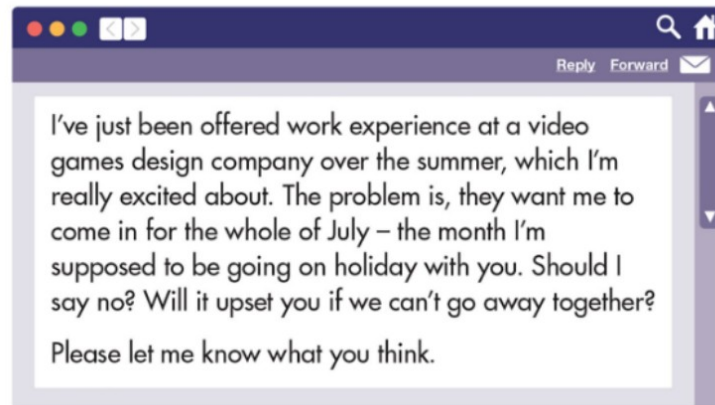 Reply Forward
I've just been offered work experience at a video
games design company over the summer, which I'm
really excited about. The problem is, they want me to
come in for the whole of July – the month I'm
supposed to be going on holiday with you. Should I
say no? Will it upset you if we can't go away together?
Please let me know what you think.